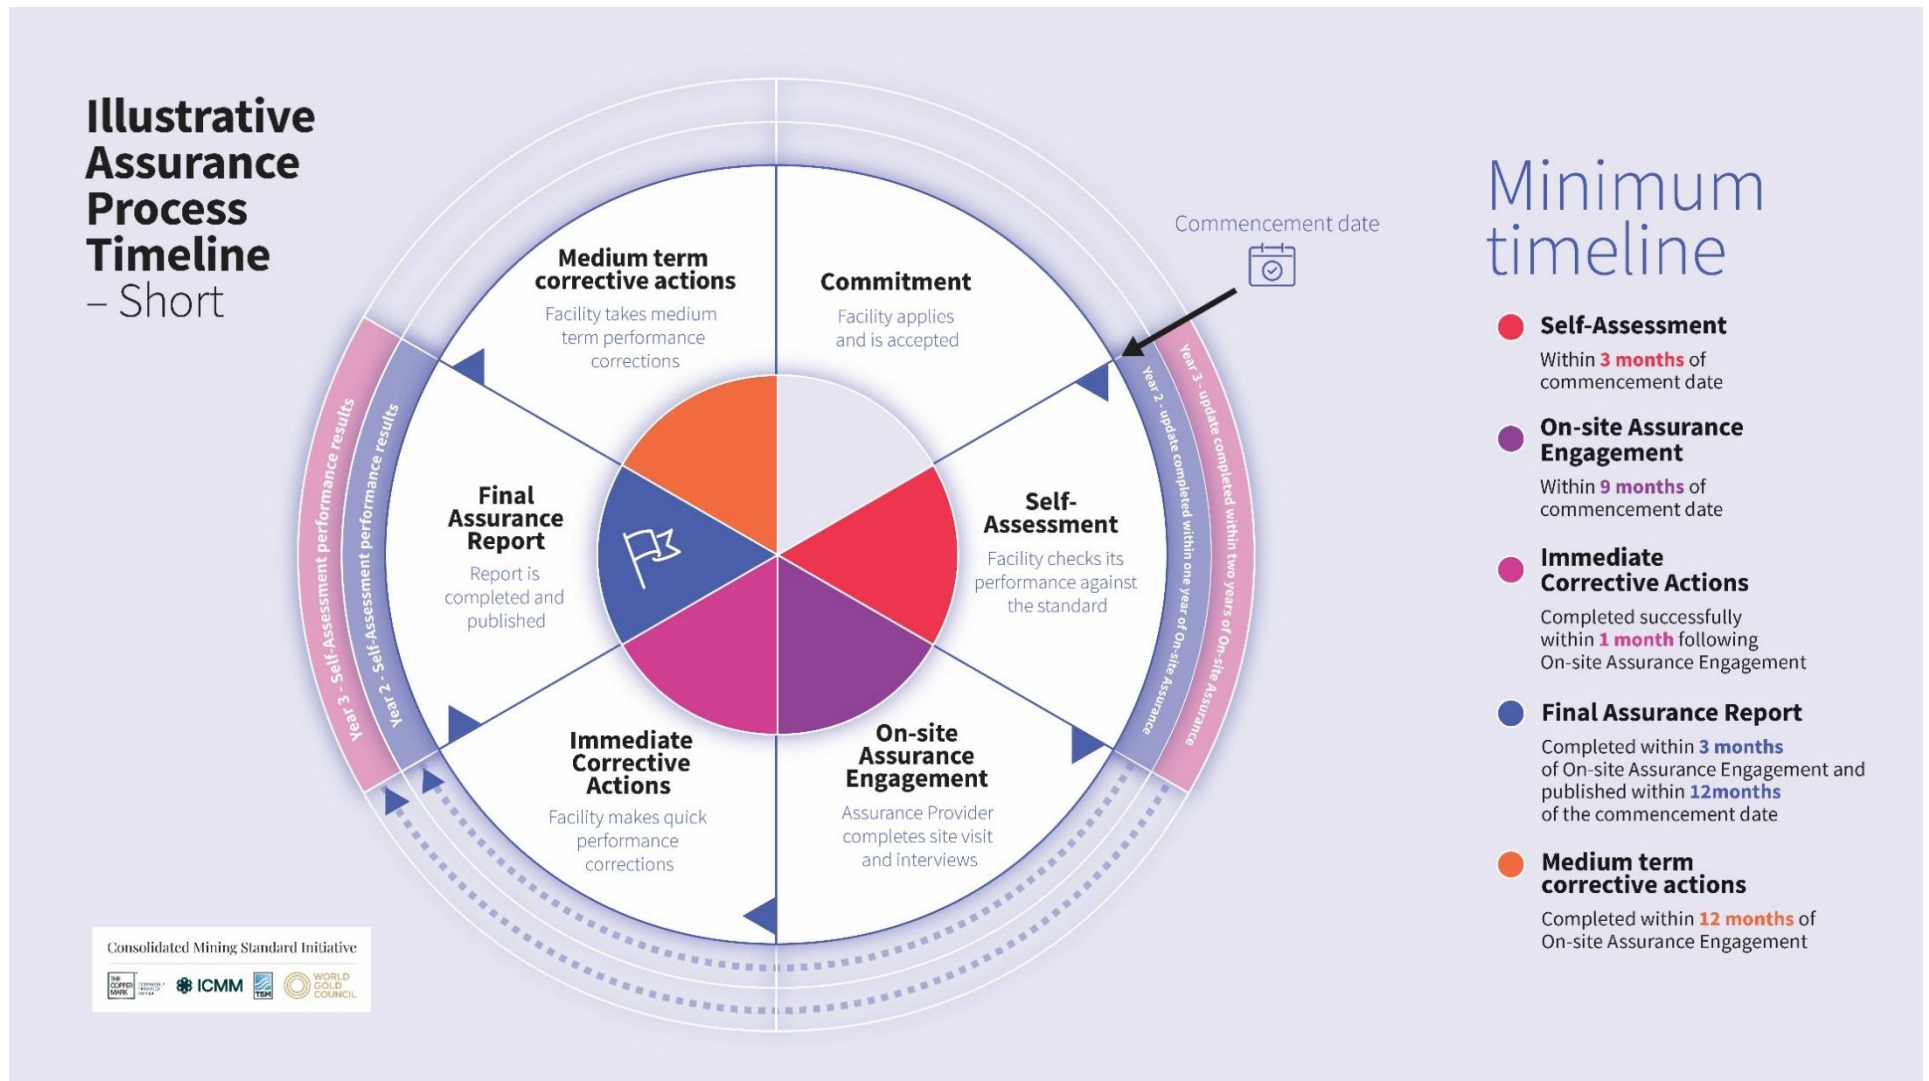 Illustrative
Assurance
Process
Timeline
– Short
Medium term
corrective actions
Facility takes medium
term performance
corrections
Commitment
Facility applies
and is accepted
Commencement date
Self-
Assessment
Facility checks its
performance against
the standard
On-site
Assurance
Engagement
Assurance Provider
completes site visit
and interviews
Immediate
Corrective
Actions
Facility makes quick
performance
corrections
Final
Assurance
Report
Report is
completed and
published
Year 2 - update completed within one year of On-site Assurance
Year 3 - update completed within two years of On-site Assurance
Year 2 - Self-Assessment performance results
Year 3 - Self-Assessment performance results
Minimum
timeline
Self-Assessment
Within 3 months of
commencement date
On-site Assurance
Engagement
Within 9 months of
commencement date
Immediate
Corrective Actions
Completed successfully
within 1 month following
On-site Assurance Engagement
Final Assurance Report
Completed within 3 months
of On-site Assurance Engagement and
published within 12months
of the commencement date
Medium term
corrective actions
Completed within 12 months of
On-site Assurance Engagement
Consolidated Mining Standard Initiative
THE
COPPER
MARK
ICMM
TSM
WORLD
GOLD
COUNCIL